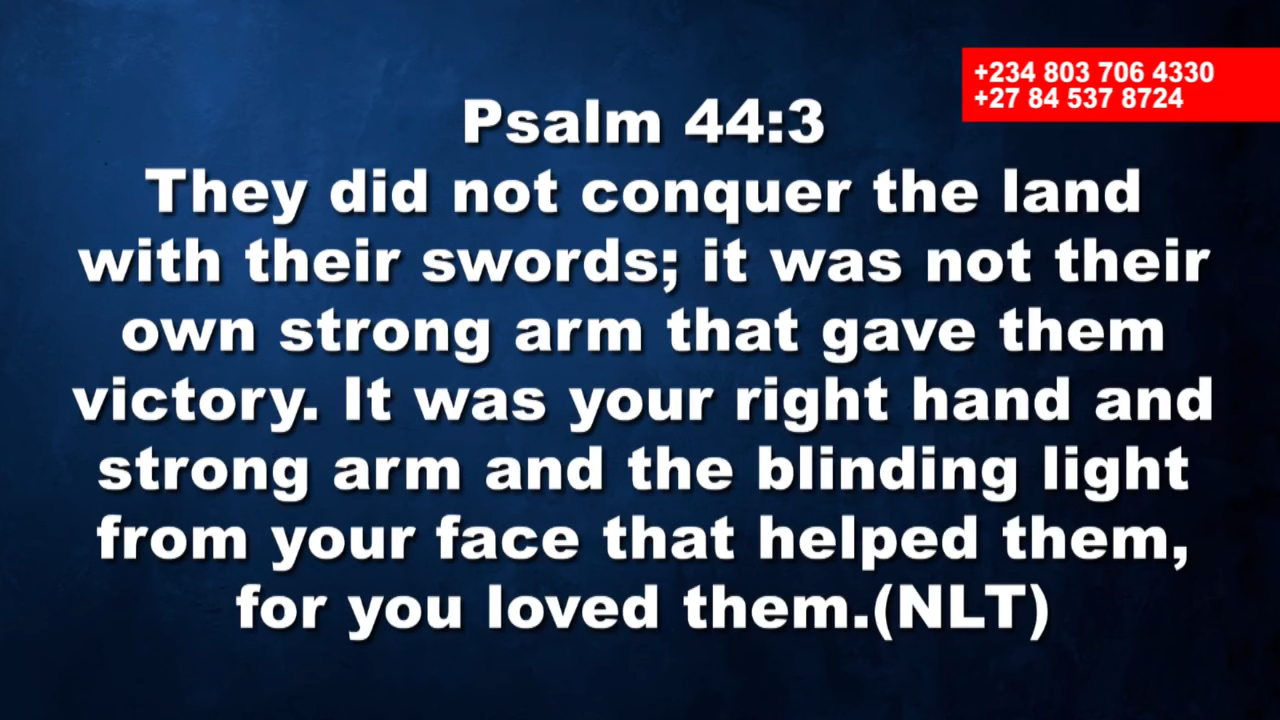 +234 803 706 4330
+27 84 537 8724
Psalm 44:3
They did not conquer the land
with their swords; it was not their
own strong arm that gave them
victory. It was your right hand and
strong arm and the blinding light
from your face that helped them,
for you loved them.(NLT)